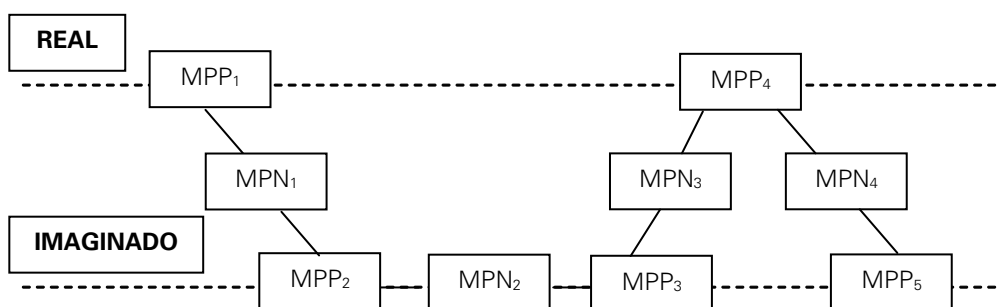 REAL
MPP₁
MPP₄
MPN₁
MPN₃
MPN₄
IMAGINADO
MPP₂
MPN₂
MPP₃
MPP₅